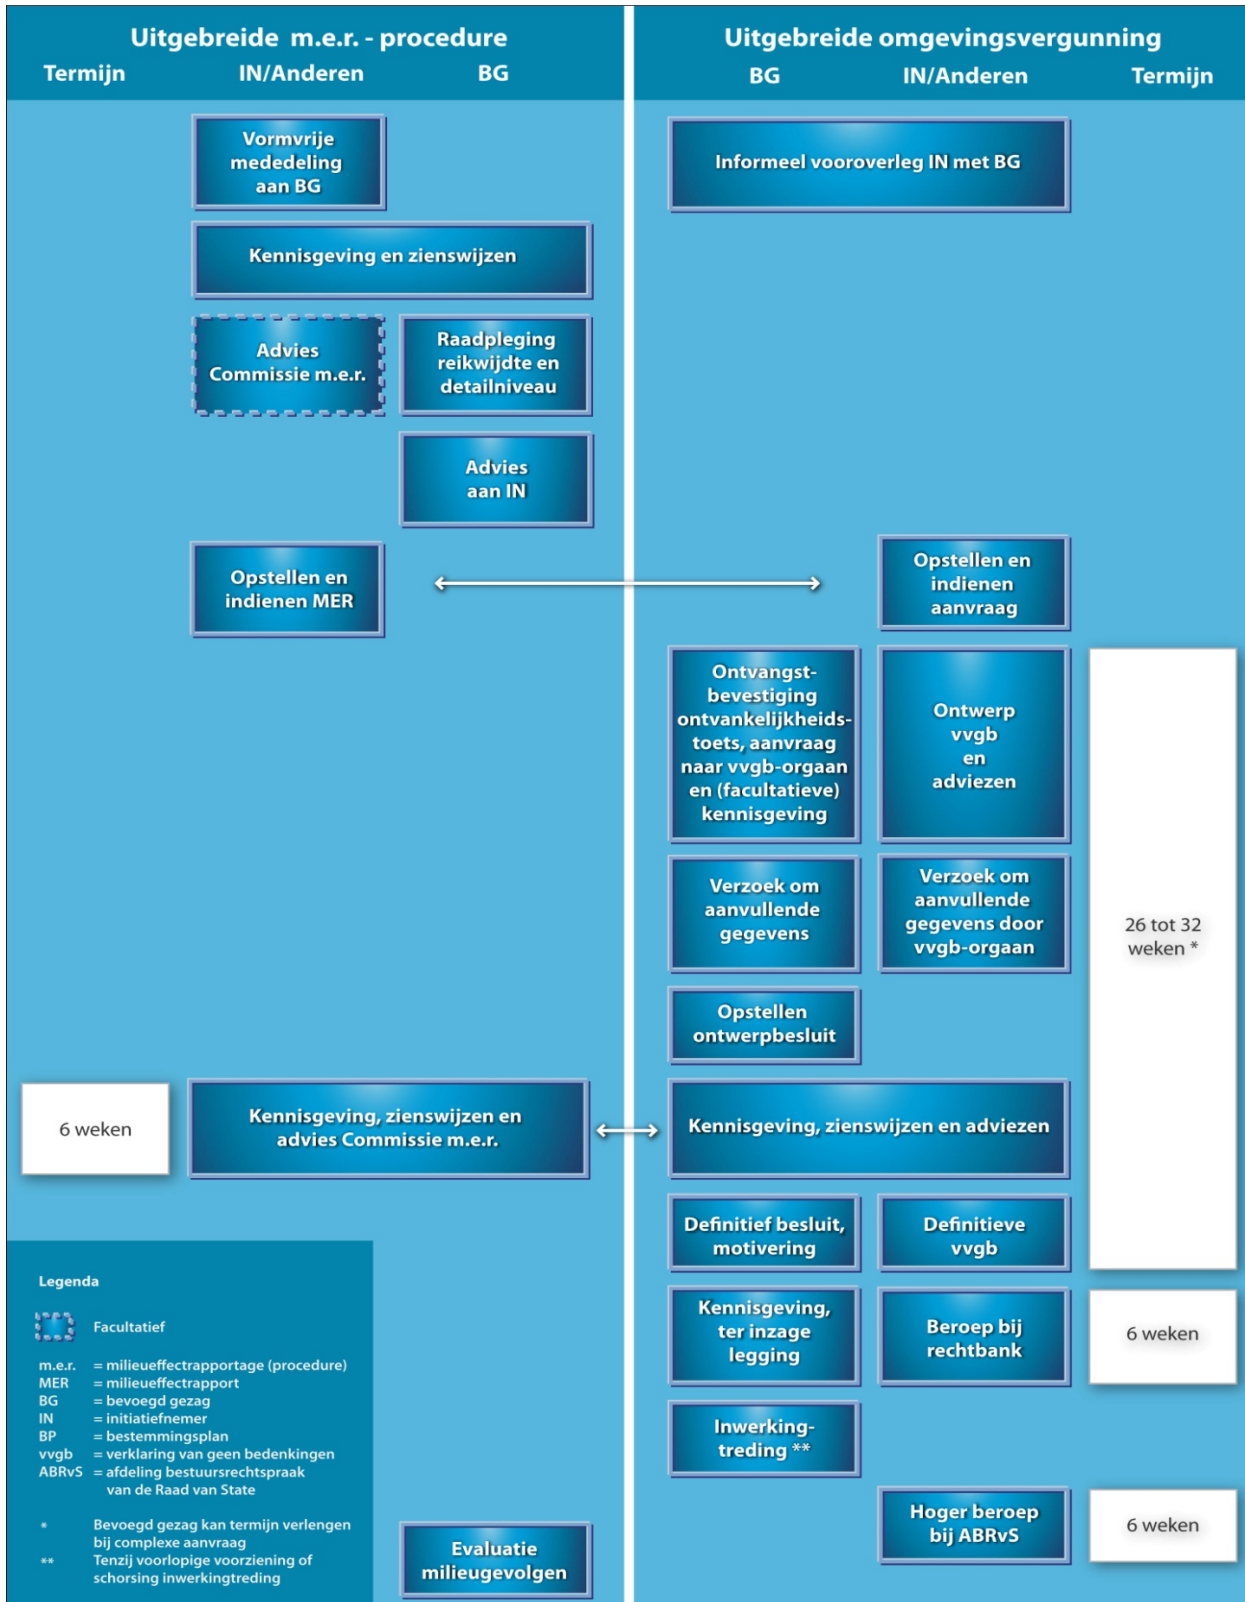 Uitgebreide m.e.r. - procedure
Termijn IN/Anderen BG
Uitgebreide omgevingsvergunning
BG IN/Anderen Termijn
Vormvrije
mededeling
aan BG
Informeel vooroverleg IN met BG
Kennisgeving en zienswijzen
Advies
Commissie m.e.r.
Raadpleging
reikwijdte en
detailniveau
Advies
aan IN
Opstellen en
indienen MER
Opstellen en
indienen
aanvraag
Ontvangst-
bevestiging
ontvankelijkheids-
toets, aanvraag
naar vvgb-orgaan
en (facultatieve)
kennisgeving
Ontwerp
vvgb
en
adviezen
Verzoek om
aanvullende
gegevens
Verzoek om
aanvullende
gegevens door
vvgb-orgaan
26 tot 32
weken *
Opstellen
ontwerpbesluit
6 weken
Kennisgeving, zienswijzen en
advies Commissie m.e.r.
Kennisgeving, zienswijzen en adviezen
Definitief besluit,
motivering
Definitieve
vvgb
Kennisgeving,
ter inzage
legging
Beroep bij
rechtbank
6 weken
Inwerking-
treding **
Hoger beroep
bij ABRvS
6 weken
Evaluatie
milieugevolgen
Legenda
Facultatief
m.e.r. = milieueffectrapportage (procedure)
MER = milieueffectrapport
BG = bevoegd gezag
IN = initiatiefnemer
BP = bestemmingsplan
vvgb = verklaring van geen bedenkingen
ABRvS = afdeling bestuursrechtspraak
van de Raad van State
* Bevoegd gezag kan termijn verlengen
bij complexe aanvraag
** Tenzij voorlopige voorziening of
schorsing inwerkingtreding